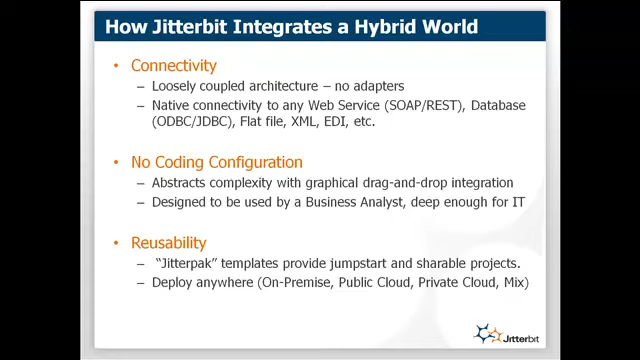 How Jitterbit Integrates a Hybrid World
• Connectivity
– Loosely coupled architecture – no adapters
– Native connectivity to any Web Service (SOAP/REST), Database
(ODBC/JDBC), Flat file, XML, EDI, etc.
• No Coding Configuration
– Abstracts complexity with graphical drag-and-drop integration
– Designed to be used by a Business Analyst, deep enough for IT
• Reusability
– “Jitterpak” templates provide jumpstart and sharable projects.
– Deploy anywhere (On-Premise, Public Cloud, Private Cloud, Mix)
Jitterbit